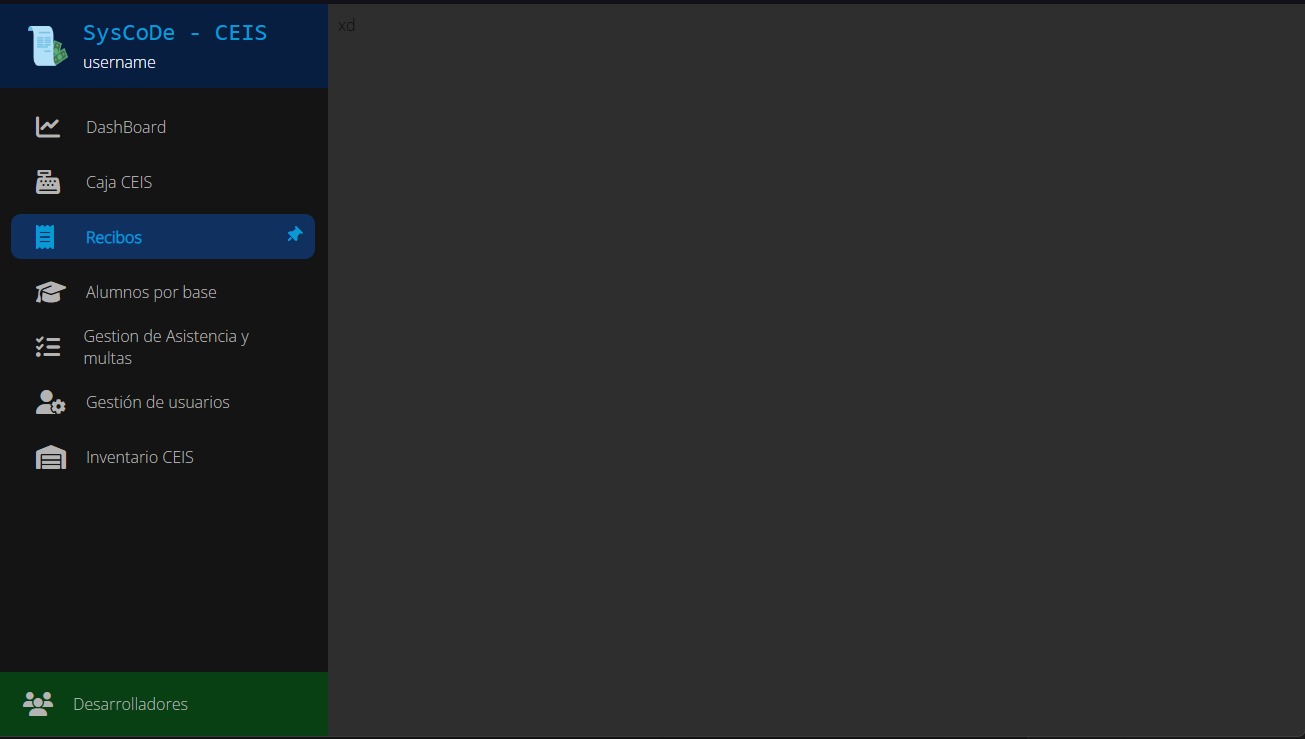 SysCoDe - CEIS
username
xd
DashBoard
Caja CEIS
Recibos
Alumnos por base
Gestion de Asistencia y
multas
Gestión de usuarios
Inventario CEIS
Desarrolladores